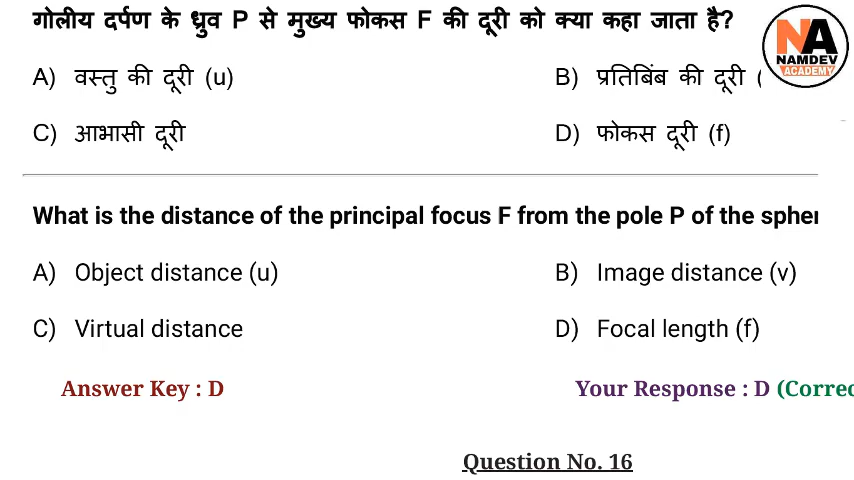 गोलीय दर्पण के ध्रुव P से मुख्य फोकस F की दूरी को क्या कहा जाता है?
NA
NAMDEV
ACADEMY
A) वस्तु की दूरी (u)
B) प्रतिबिंब की दूरी (
C) आभासी दूरी
D) फोकस दूरी (f)
What is the distance of the principal focus F from the pole P of the
A) Object distance (u)
B) Image distance (v)
C) Virtual distance
D) Focal length (f)
Answer Key : D
Your Response : D
Question No. 16